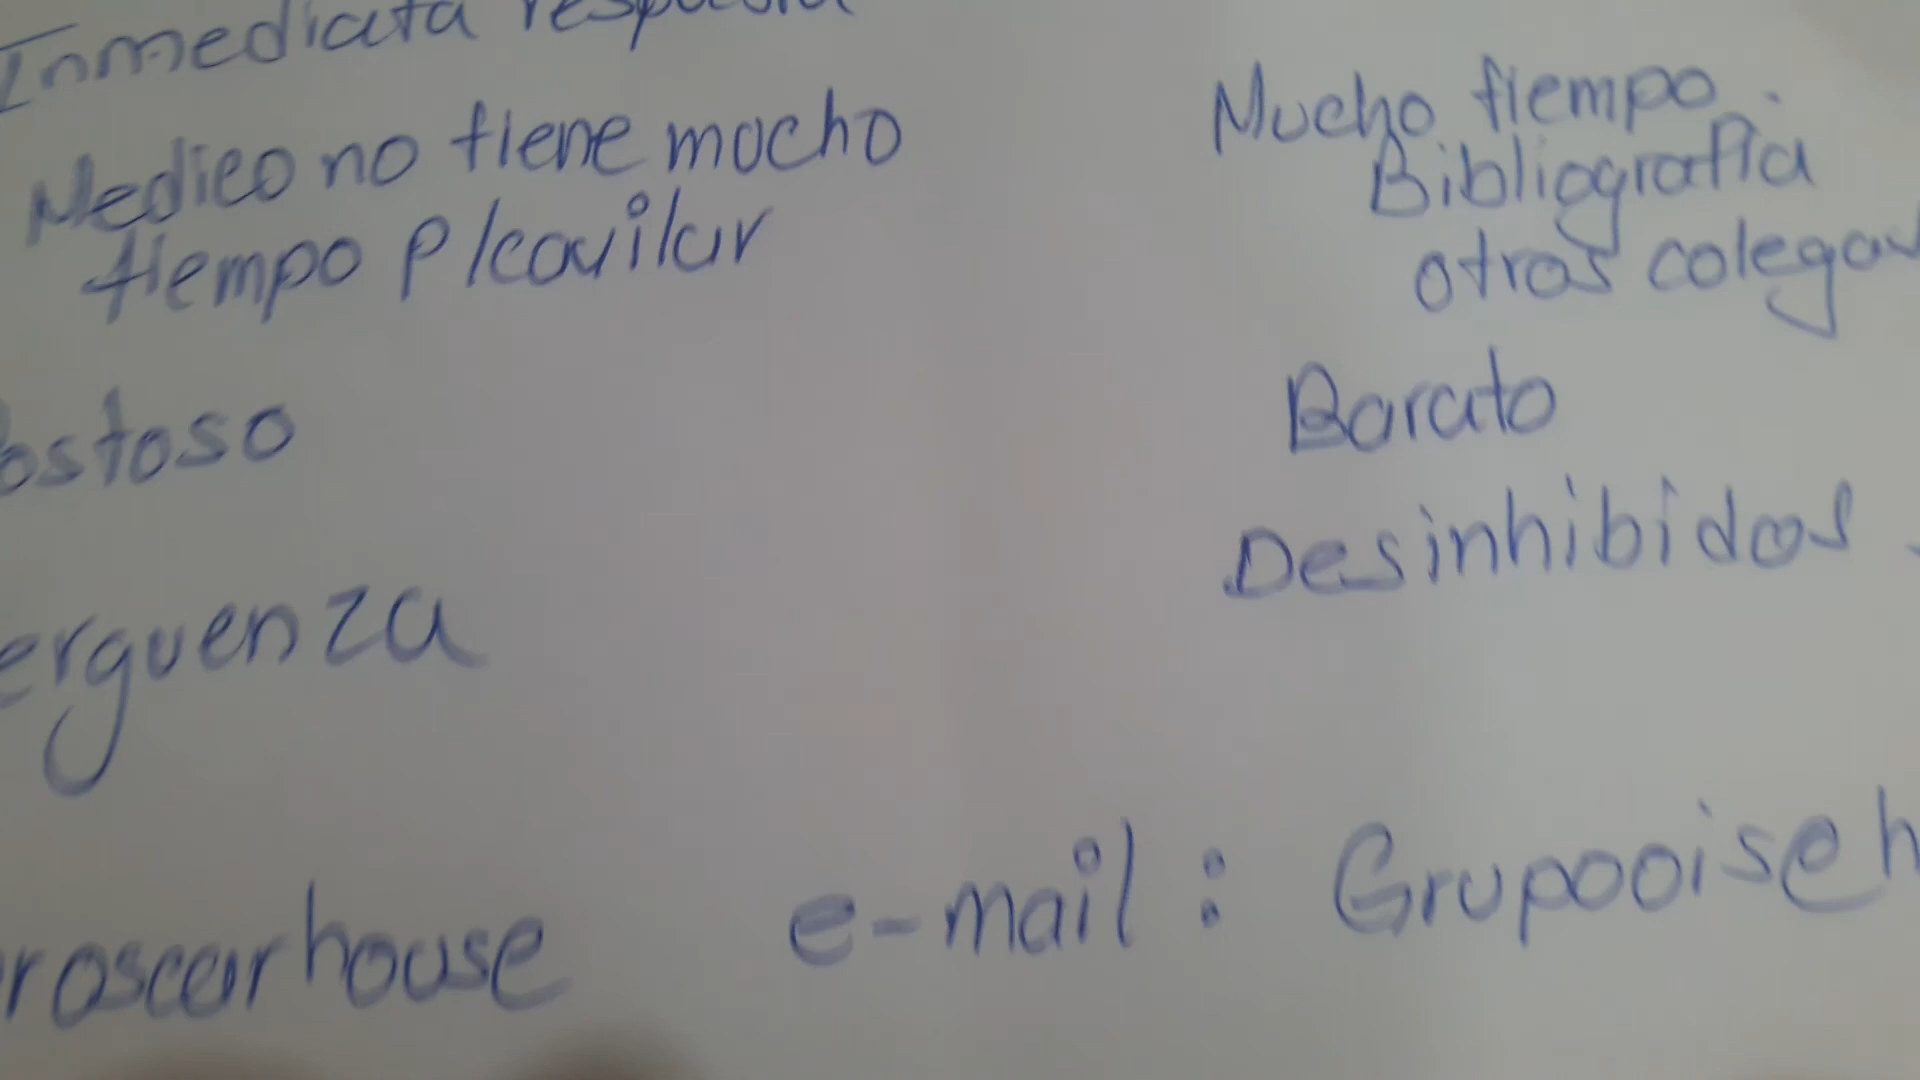 Inmediata respuesta
Medico no tiene mucho
tiempo p/cavilar
ostoso
erguenza
roscarhouse
Mucho tiempo.
Bibliografia
otros colegas
Barato
Desinhibidos
e-mail: Grupooiseh